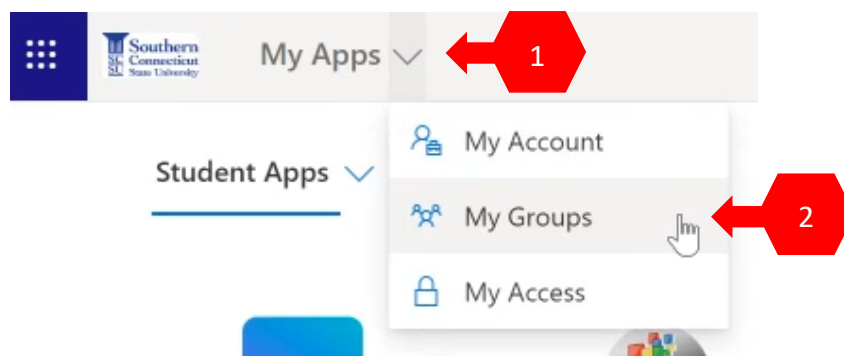 Southern
Connecticut
State University
My Apps
1
My Account
Student Apps
My Groups
2
My Access